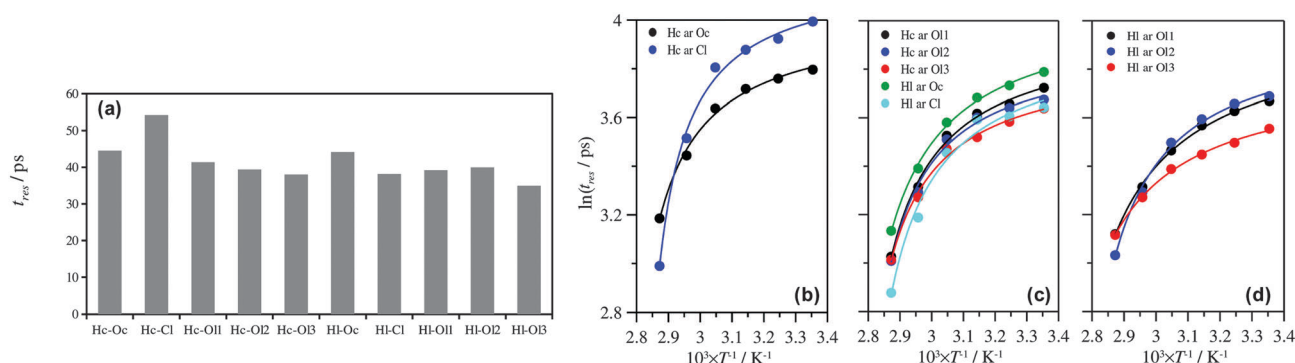 (a)
t_res / ps
60
50
40
30
20
10
0
Hc-Oc Hc-Cl Hc-Ol1 Hc-Ol2 Hc-Ol3 Hl-Oc Hl-Cl Hl-Ol1 Hl-Ol2 Hl-Ol3
ln(t_res / ps)
4.0
3.6
3.2
2.8
Hc ar Oc
Hc ar Cl
(b)
2.8 2.9 3 3.1 3.2 3.3 3.4
10³×T⁻¹ / K⁻¹
Hc ar Ol1
Hc ar Ol2
Hc ar Ol3
Hl ar Oc
Hl ar Cl
(c)
2.8 2.9 3 3.1 3.2 3.3 3.4
10³×T⁻¹ / K⁻¹
Hl ar Ol1
Hl ar Ol2
Hl ar Ol3
(d)
2.8 2.9 3 3.1 3.2 3.3 3.4
10³×T⁻¹ / K⁻¹